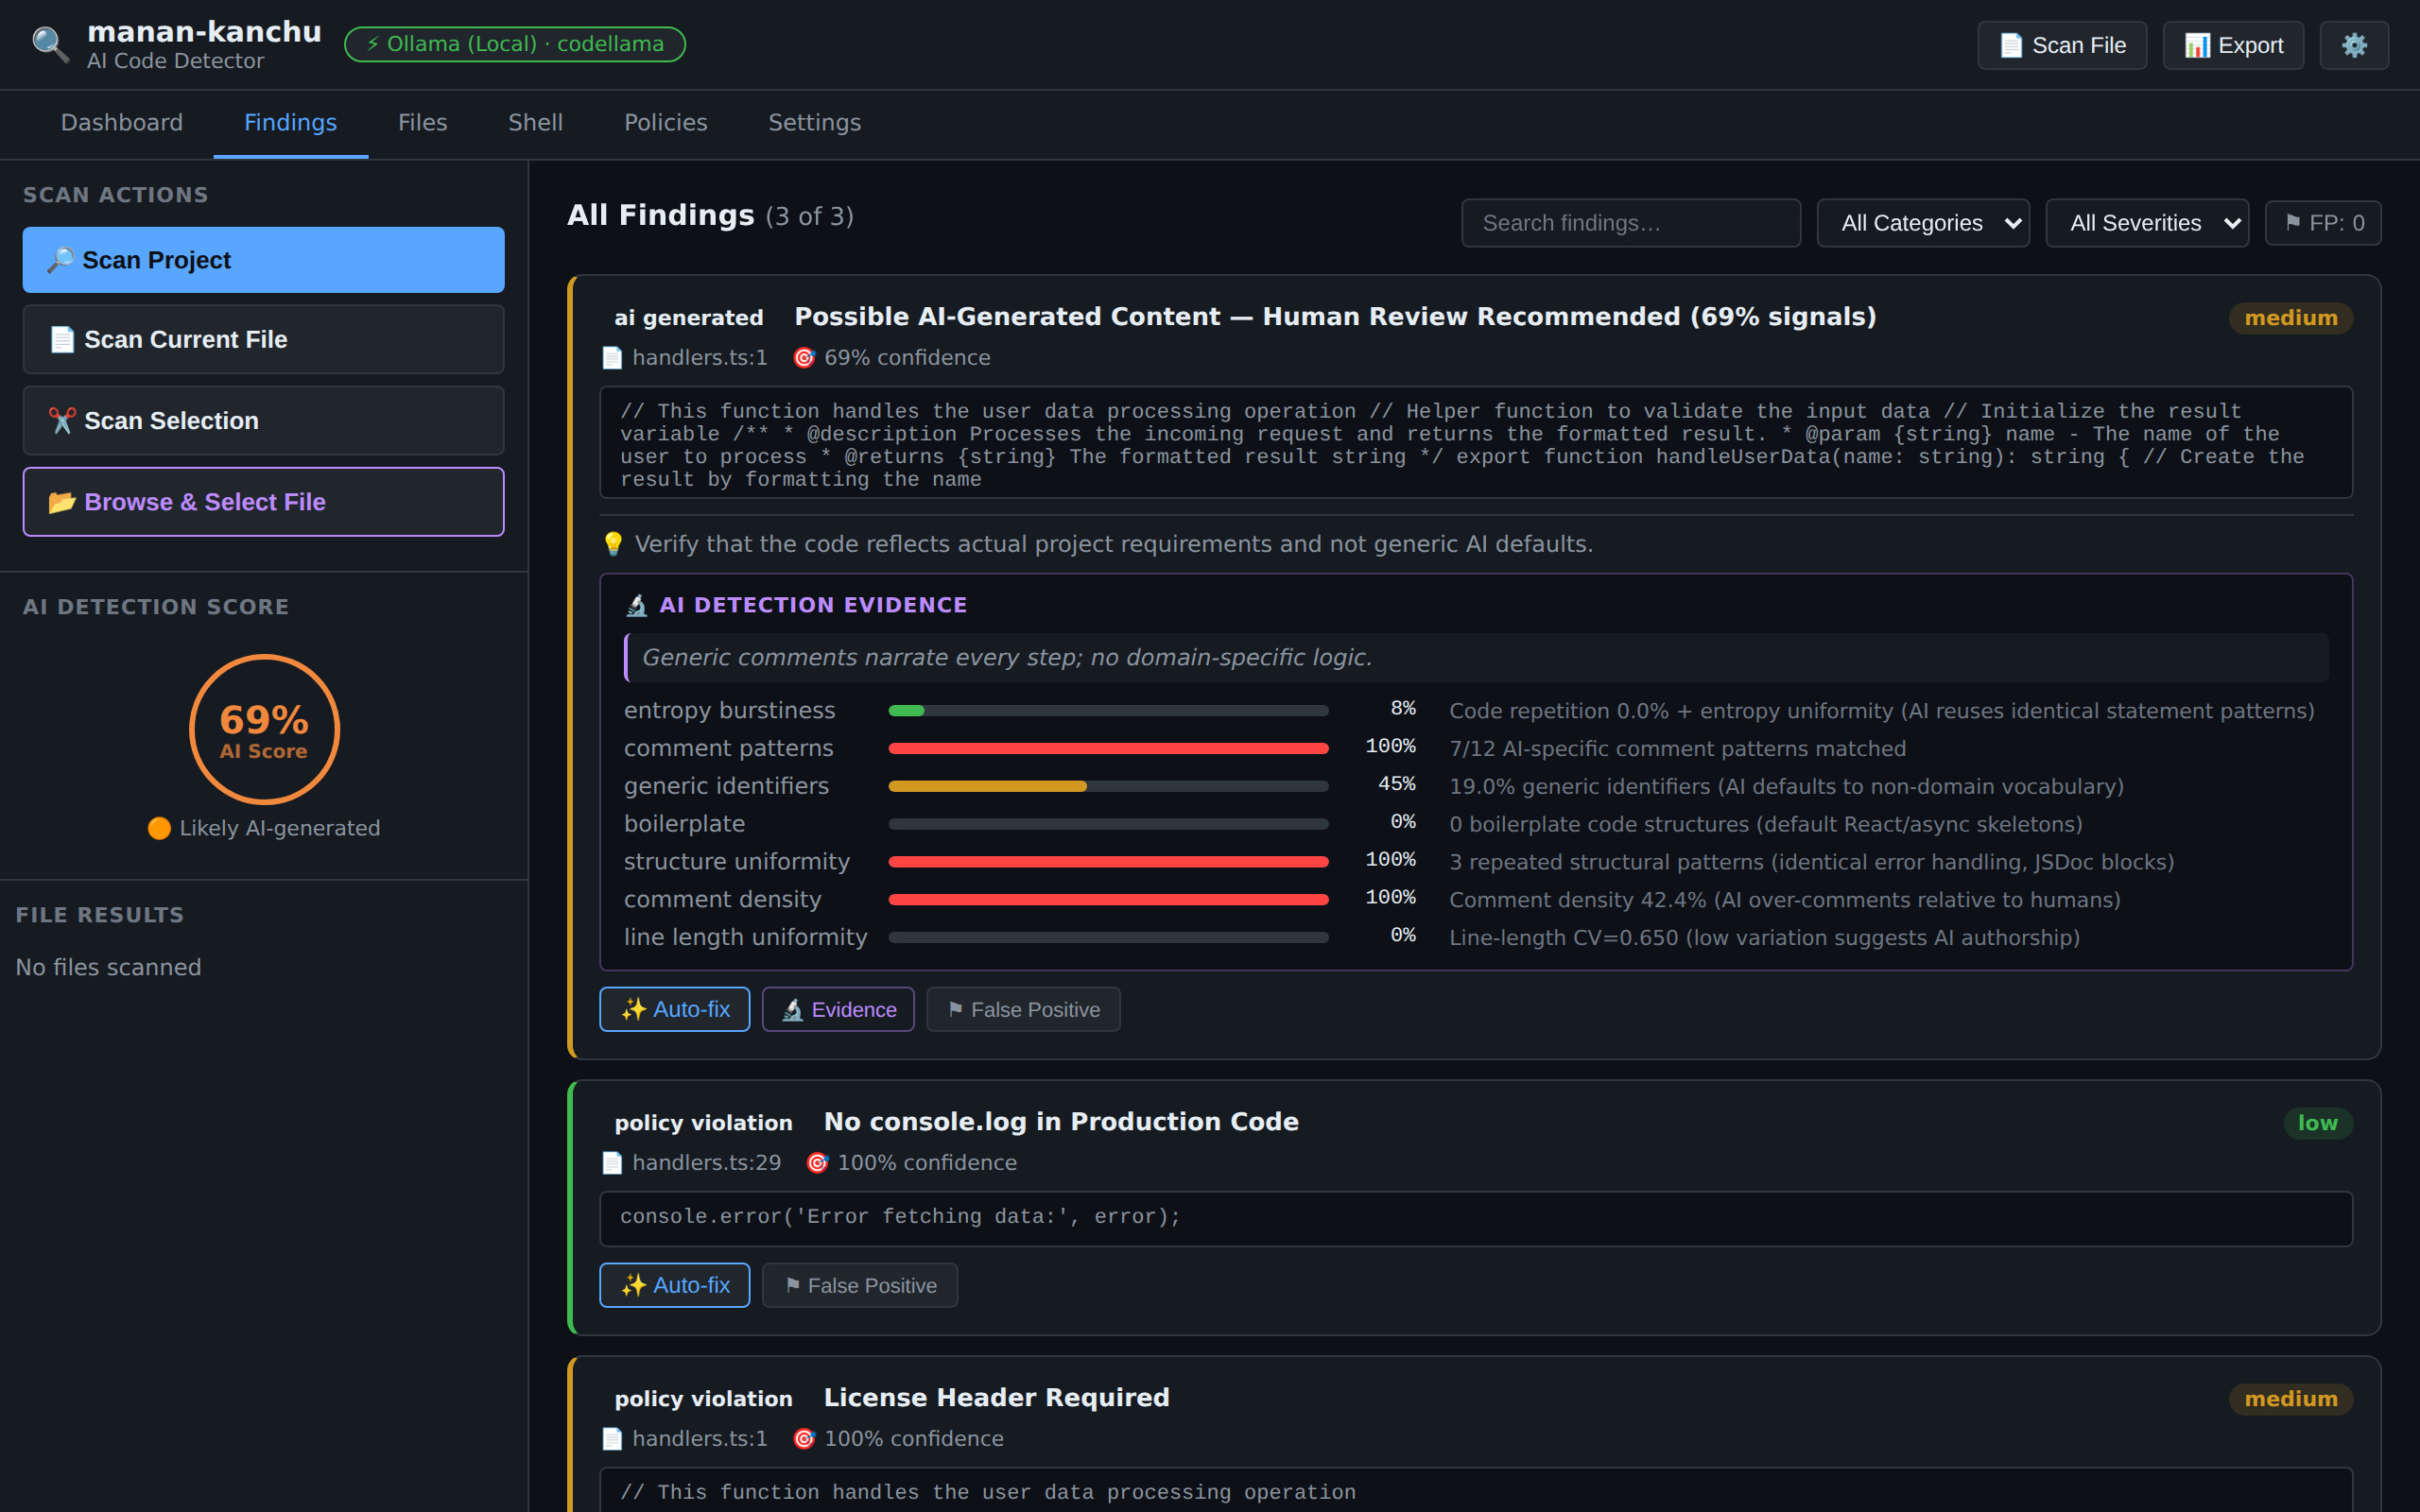 manan-kanchu
AI Code Detector
⚡ Ollama (Local) · codellama
📄 Scan File
📊 Export
⚙️
Dashboard
Findings
Files
Shell
Policies
Settings
SCAN ACTIONS
🔎 Scan Project
📄 Scan Current File
✂️ Scan Selection
📂 Browse & Select File
AI DETECTION SCORE
69%
AI Score
🟠 Likely AI-generated
FILE RESULTS
No files scanned
All Findings (3 of 3)
Search findings…
All Categories
All Severities
⚑ FP: 0
ai generated Possible AI-Generated Content — Human Review Recommended (69% signals) medium
📄 handlers.ts:1 🎯 69% confidence
// This function handles the user data processing operation // Helper function to validate the input data // Initialize the result
variable /** * @description Processes the incoming request and returns the formatted result. * @param {string} name - The name of the
user to process * @returns {string} The formatted result string */ export function handleUserData(name: string): string { // Create the
result by formatting the name
💡 Verify that the code reflects actual project requirements and not generic AI defaults.
🔬 AI DETECTION EVIDENCE
Generic comments narrate every step; no domain-specific logic.
entropy burstiness 8% Code repetition 0.0% + entropy uniformity (AI reuses identical statement patterns)
comment patterns 100% 7/12 AI-specific comment patterns matched
generic identifiers 45% 19.0% generic identifiers (AI defaults to non-domain vocabulary)
boilerplate 0% 0 boilerplate code structures (default React/async skeletons)
structure uniformity 100% 3 repeated structural patterns (identical error handling, JSDoc blocks)
comment density 100% Comment density 42.4% (AI over-comments relative to humans)
line length uniformity 0% Line-length CV=0.650 (low variation suggests AI authorship)
✨ Auto-fix
🔬 Evidence
⚑ False Positive
policy violation No console.log in Production Code low
📄 handlers.ts:29 🎯 100% confidence
console.error('Error fetching data:', error);
✨ Auto-fix
⚑ False Positive
policy violation License Header Required medium
📄 handlers.ts:1 🎯 100% confidence
// This function handles the user data processing operation